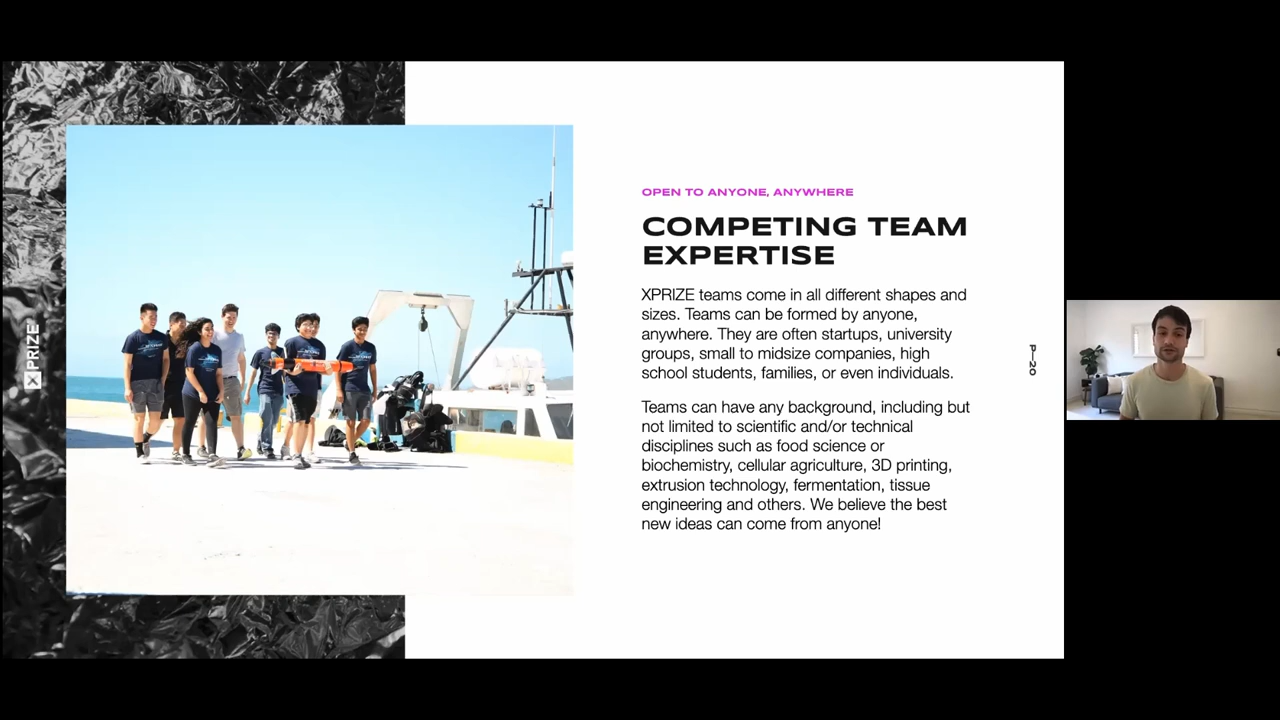 XPRIZE
OPEN TO ANYONE, ANYWHERE
COMPETING TEAM
EXPERTISE
XPRIZE teams come in all different shapes and
sizes. Teams can be formed by anyone,
anywhere. They are often startups, university
groups, small to midsize companies, high
school students, families, or even individuals.
Teams can have any background, including but
not limited to scientific and/or technical
disciplines such as food science or
biochemistry, cellular agriculture, 3D printing,
extrusion technology, fermentation, tissue
engineering and others. We believe the best
new ideas can come from anyone!
P—20